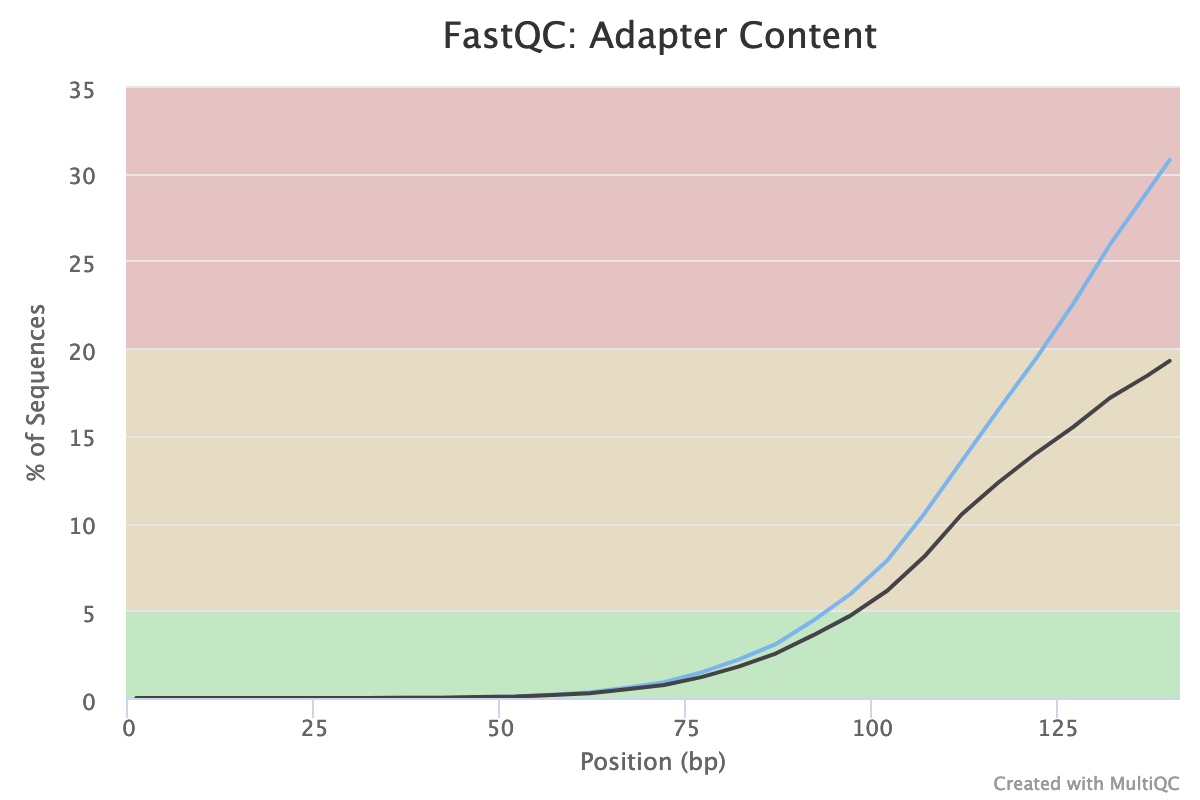 FastQC: Adapter Content
35
30
25
20
15
10
5
0
% of Sequences
0 25 50 75 100 125
Position (bp)
Created with MultiQC